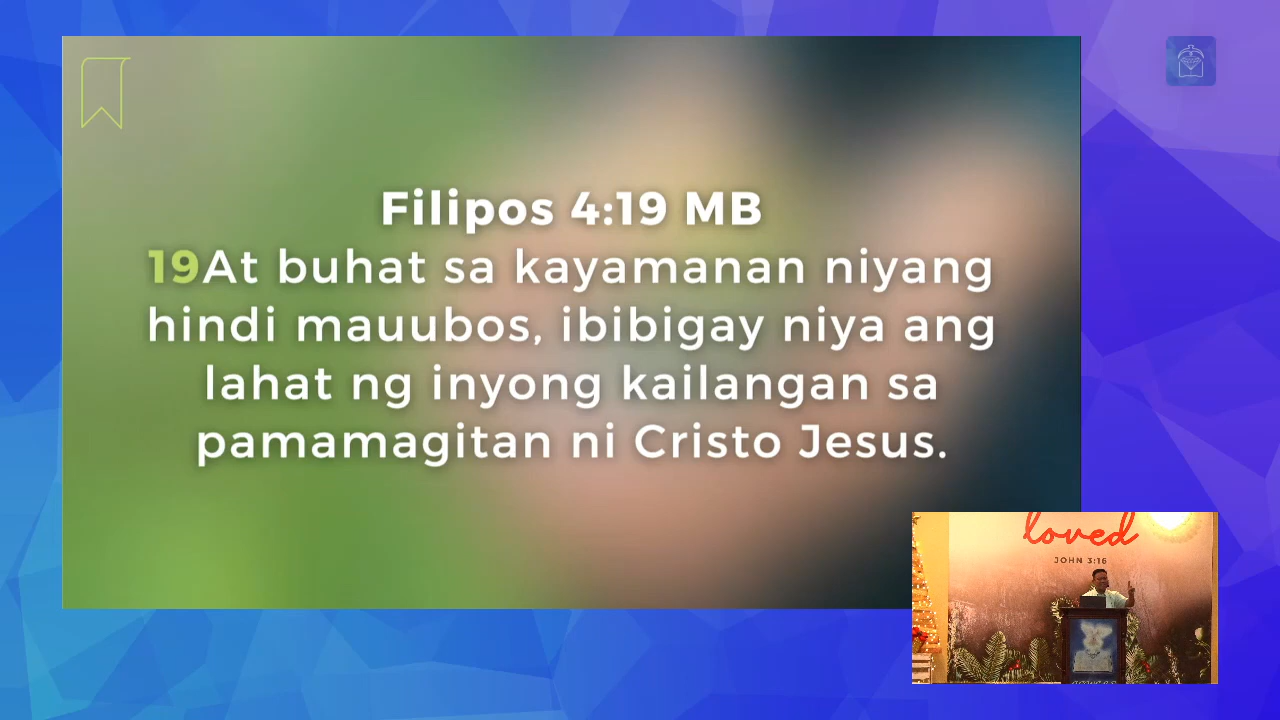 Filipos 4:19 MB
19At buhat sa kayamanan niyang
hindi mauubos, ibibigay niya ang
lahat ng inyong kailangan sa
pamamagitan ni Cristo Jesus.
loved
JOHN 3:16